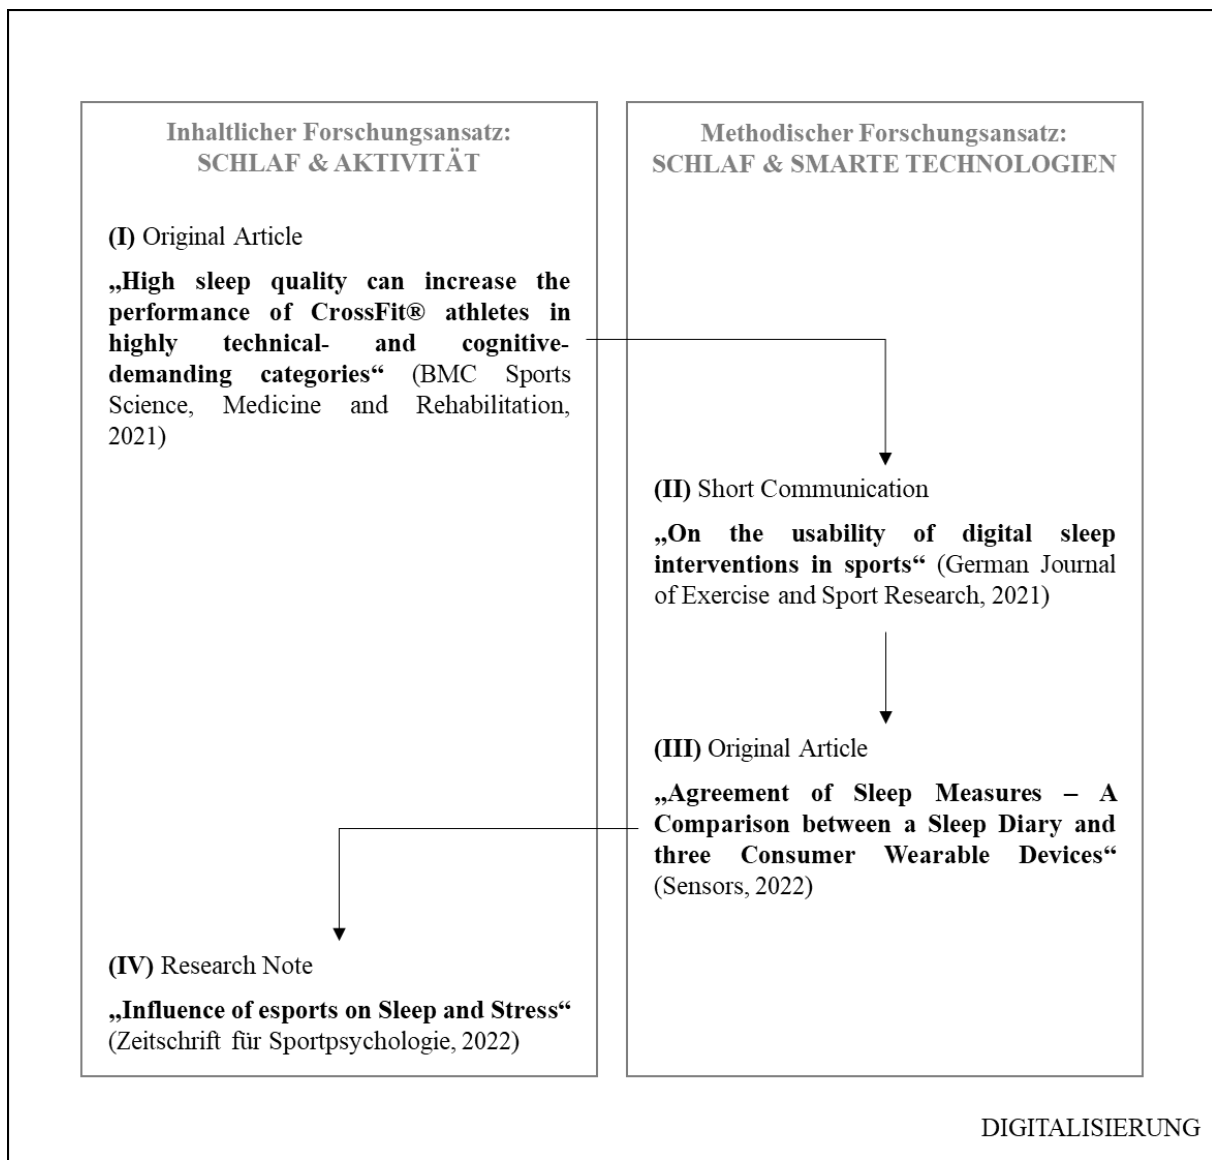 Inhaltlicher Forschungsansatz:
SCHLAF & AKTIVITÄT
(I) Original Article
„High sleep quality can increase the
performance of CrossFit® athletes in
highly technical- and cognitive-
demanding categories“ (BMC Sports
Science, Medicine and Rehabilitation,
2021)
Methodischer Forschungsansatz:
SCHLAF & SMARTE TECHNOLOGIEN
(II) Short Communication
„On the usability of digital sleep
interventions in sports“ (German Journal
of Exercise and Sport Research, 2021)
(III) Original Article
„Agreement of Sleep Measures – A
Comparison between a Sleep Diary and
three Consumer Wearable Devices“
(Sensors, 2022)
(IV) Research Note
„Influence of esports on Sleep and Stress“
(Zeitschrift für Sportpsychologie, 2022)
DIGITALISIERUNG